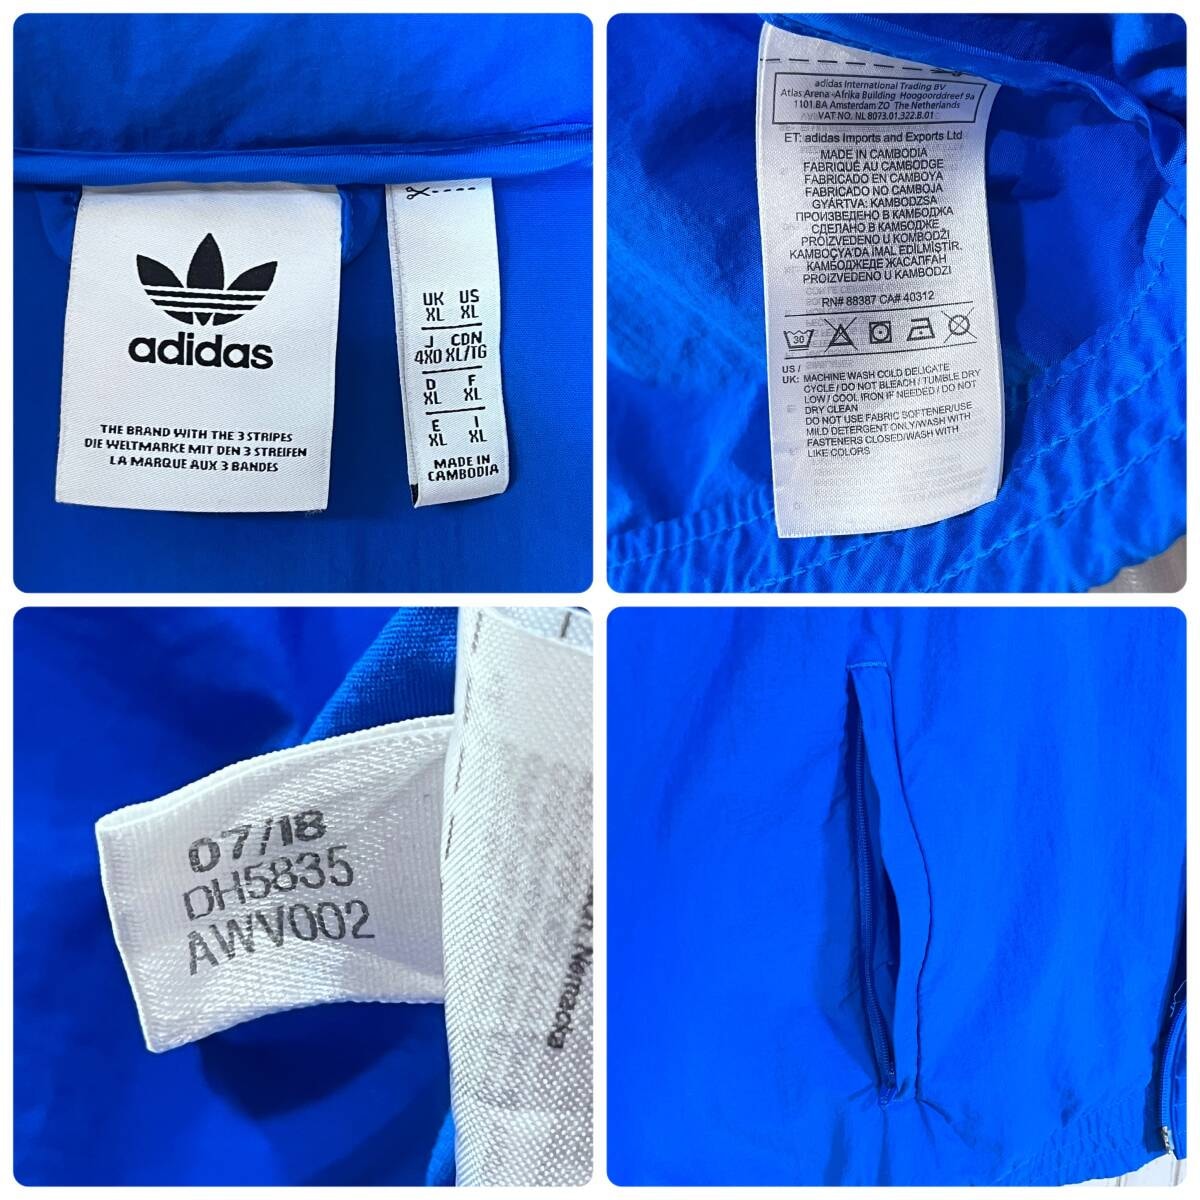 adidas
THE BRAND WITH THE 3 STRIPES
DIE WELTMARKE MIT DEN 3 STREIFEN
LA MARQUE AUX 3 BANDES
UK US
XL XL
J CDN
4XO XL/TG
D F
XL XL
E I
XL XL
MADE IN
CAMBODIA
adidas International Trading BV
Atlas Arena -Afrika Building Hoogoorddreef 9a
1101 BA Amsterdam ZO The Netherlands
VAT NO. NL 8073.01.322.B.01
ET: adidas Imports and Exports Ltd
MADE IN CAMBODIA
FABRIQUÉ AU CAMBODGE
FABRICADO EN CAMBOYA
FABRICADO NO CAMBOJA
GYÁRTVA: KAMBODZSA
ПРОИЗВЕДЕНО В КАМБОДЖА
СДЕЛАНО В КАМБОДЖЕ
PROIZVEDENO U KOMBODŽI
KAMBOÇYA'DA İMAL EDİLMİŞTİR.
КАМБОДЖЕДЕ ЖАСАЛҒАН
PROIZVEDENO U KAMBODŽI
RN# 88387 CA# 40312
30
US /
UK: MACHINE WASH COLD DELICATE
CYCLE / DO NOT BLEACH / TUMBLE DRY
LOW / COOL IRON IF NEEDED / DO NOT
DRY CLEAN
DO NOT USE FABRIC SOFTENER/USE
MILD DETERGENT ONLY/WASH WITH
FASTENERS CLOSED/WASH WITH
LIKE COLORS
07/18
DH5835
AWV002